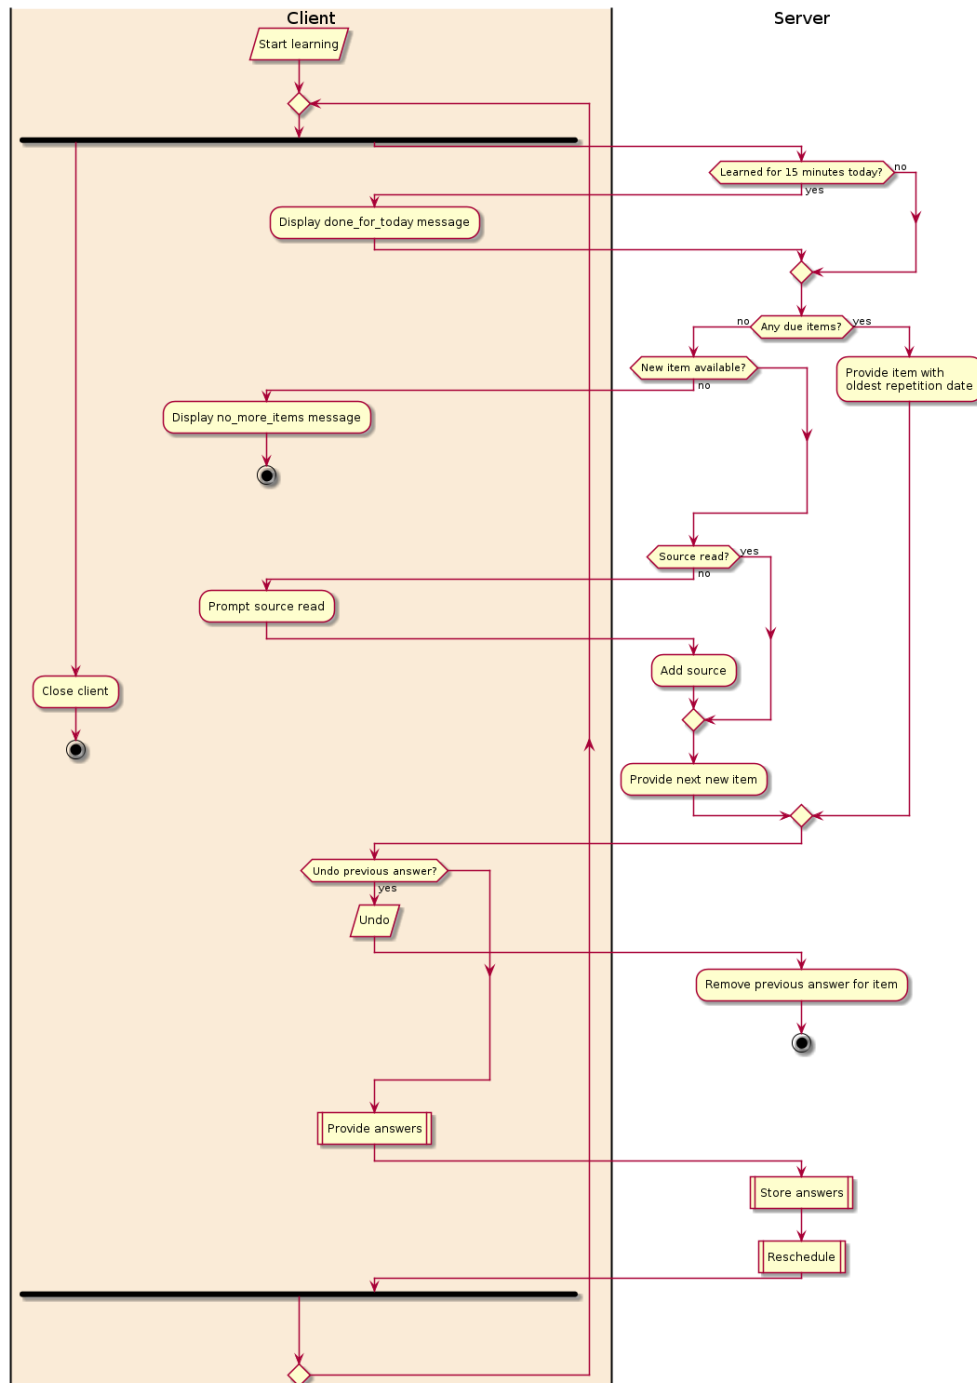 Client
Server
Start learning
Learned for 15 minutes today?
no
yes
Display done_for_today message
no
Any due items?
yes
New item available?
Provide item with
oldest repetition date
no
Display no_more_items message
Source read?
yes
no
Prompt source read
Add source
Close client
Provide next new item
Undo previous answer?
yes
Undo
Remove previous answer for item
Provide answers
Store answers
Reschedule